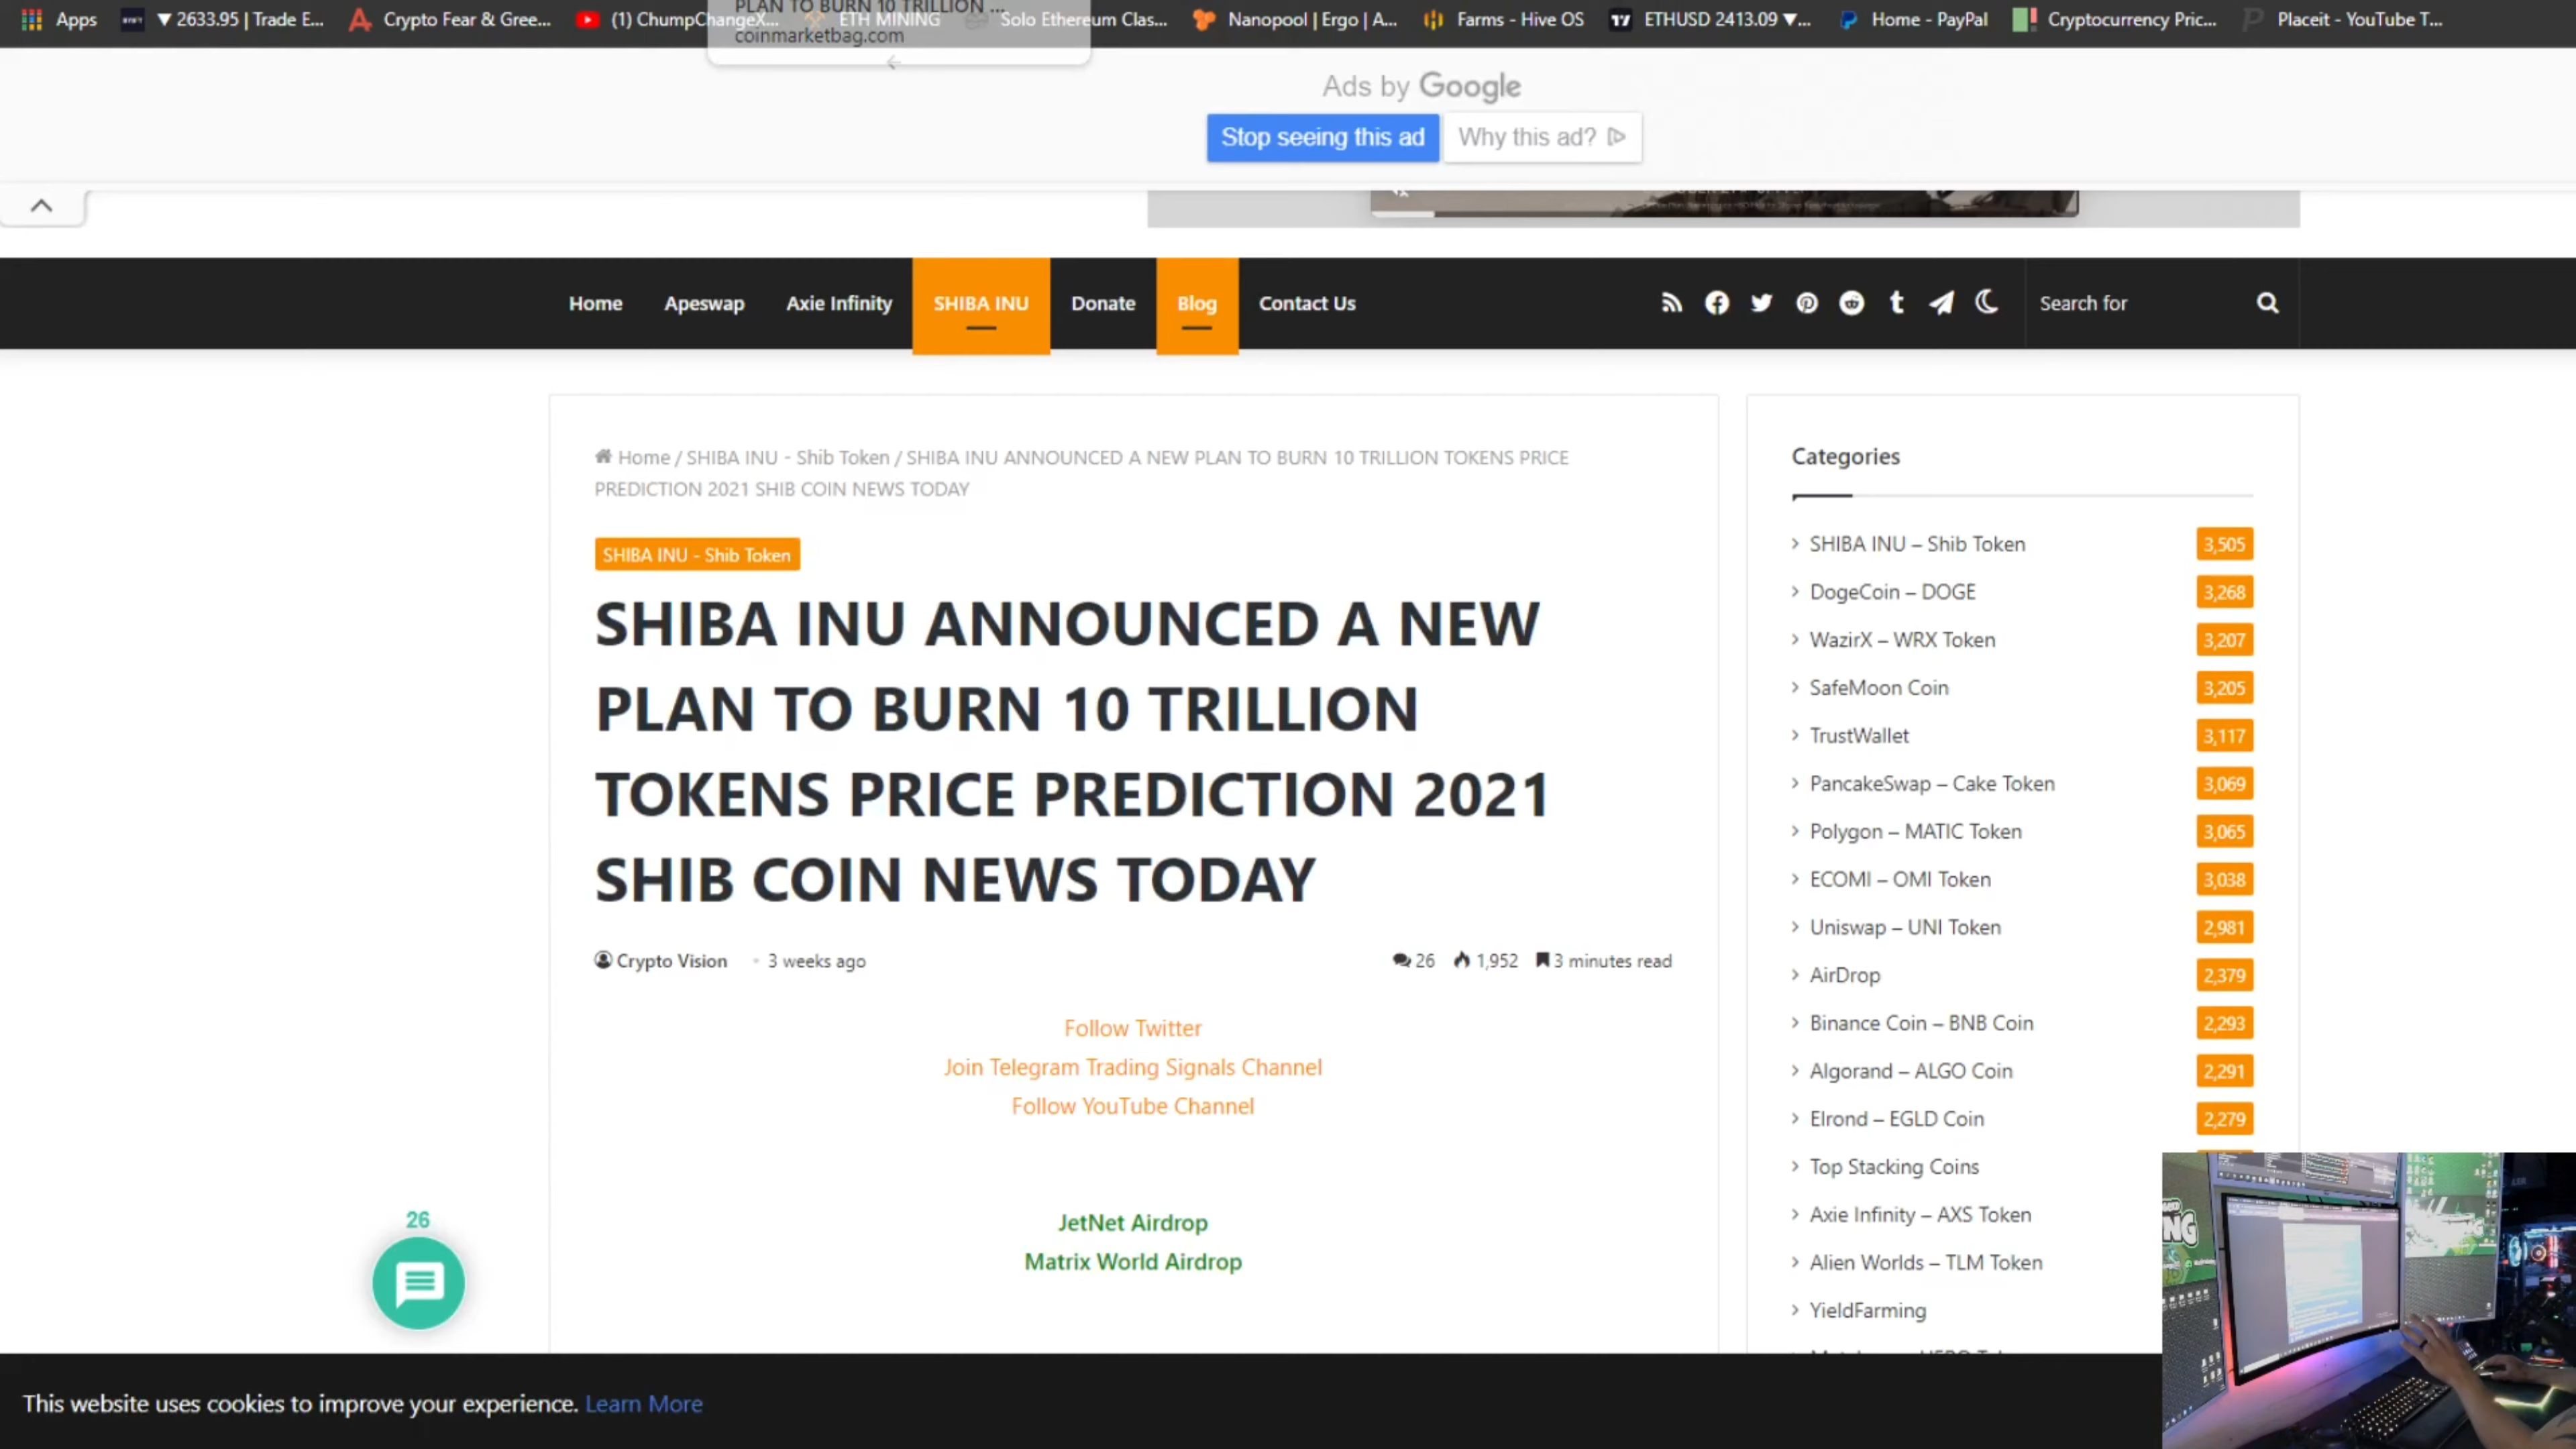 PLAN TO BURN 10 TRILLION ...
coinmarketbag.com
Apps ▼ 2633.95 | Trade E... Crypto Fear & Gree... (1) ChumpChangeX... ETH MINING Solo Ethereum Clas... Nanopool | Ergo | A... Farms - Hive OS ETHUSD 2413.09 ▼... Home - PayPal Cryptocurrency Pric... Placeit - YouTube T...
Ads by Google
Stop seeing this ad Why this ad?
Home Apeswap Axie Infinity SHIBA INU Donate Blog Contact Us Search for
Home / SHIBA INU - Shib Token / SHIBA INU ANNOUNCED A NEW PLAN TO BURN 10 TRILLION TOKENS PRICE
PREDICTION 2021 SHIB COIN NEWS TODAY
SHIBA INU - Shib Token
SHIBA INU ANNOUNCED A NEW
PLAN TO BURN 10 TRILLION
TOKENS PRICE PREDICTION 2021
SHIB COIN NEWS TODAY
Crypto Vision 3 weeks ago 26 1,952 3 minutes read
Follow Twitter
Join Telegram Trading Signals Channel
Follow YouTube Channel
JetNet Airdrop
Matrix World Airdrop
26
Categories
SHIBA INU – Shib Token 3,505
DogeCoin – DOGE 3,268
WazirX – WRX Token 3,207
SafeMoon Coin 3,205
TrustWallet 3,117
PancakeSwap – Cake Token 3,069
Polygon – MATIC Token 3,065
ECOMI – OMI Token 3,038
Uniswap – UNI Token 2,981
AirDrop 2,379
Binance Coin – BNB Coin 2,293
Algorand – ALGO Coin 2,291
Elrond – EGLD Coin 2,279
Top Stacking Coins
Axie Infinity – AXS Token
Alien Worlds – TLM Token
YieldFarming
This website uses cookies to improve your experience. Learn More